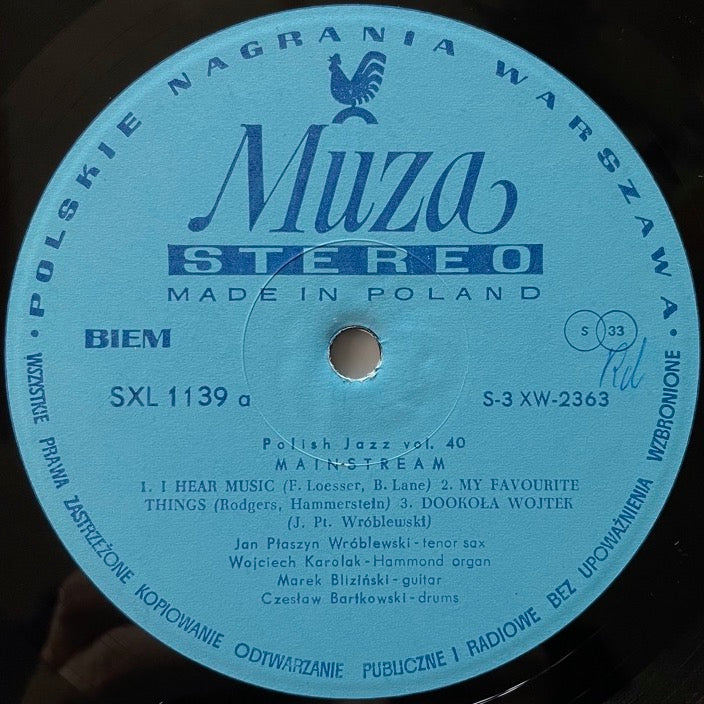 • POLSKIE NAGRANIA WARSZAWA •
Muza
STEREO
MADE IN POLAND
BIEM
S 33
Rd
SXL 1139 a
S-3 XW-2363
Polish Jazz vol. 40
MAINSTREAM
1. I HEAR MUSIC (F. Loesser, B. Lane) 2. MY FAVOURITE
THINGS (Rodgers, Hammerstein) 3. DOOKOŁA WOJTEK
(J. Pt. Wróblewski)
Jan Ptaszyn Wróblewski - tenor sax
Wojciech Karolak - Hammond organ
Marek Bliziński - guitar
Czesław Bartkowski - drums
WSZYSTKIE PRAWA ZASTRZEŻONE KOPIOWANIE ODTWARZANIE PUBLICZNE I RADIOWE BEZ UPOWAŻNIENIA WZBRONIONE